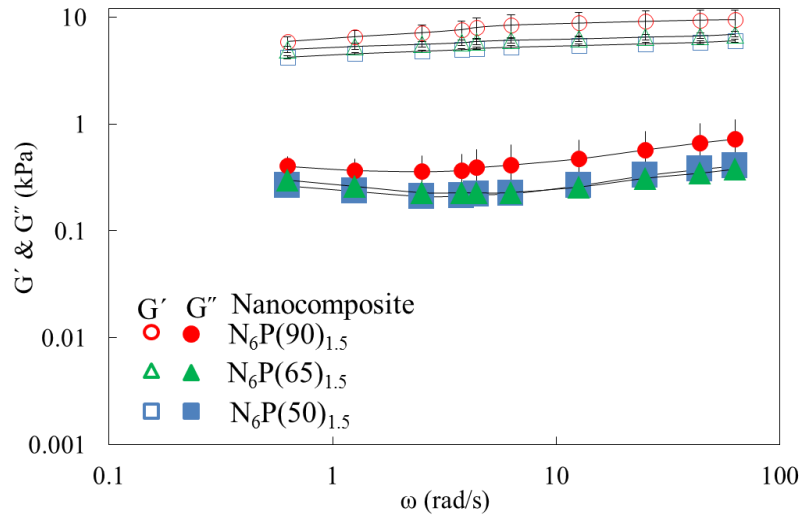 10
1
0.1
0.01
0.001
G′ & G″ (kPa)
G′ G″ Nanocomposite
N₆P(90)₁.₅
N₆P(65)₁.₅
N₆P(50)₁.₅
0.1 1 10 100
ω (rad/s)